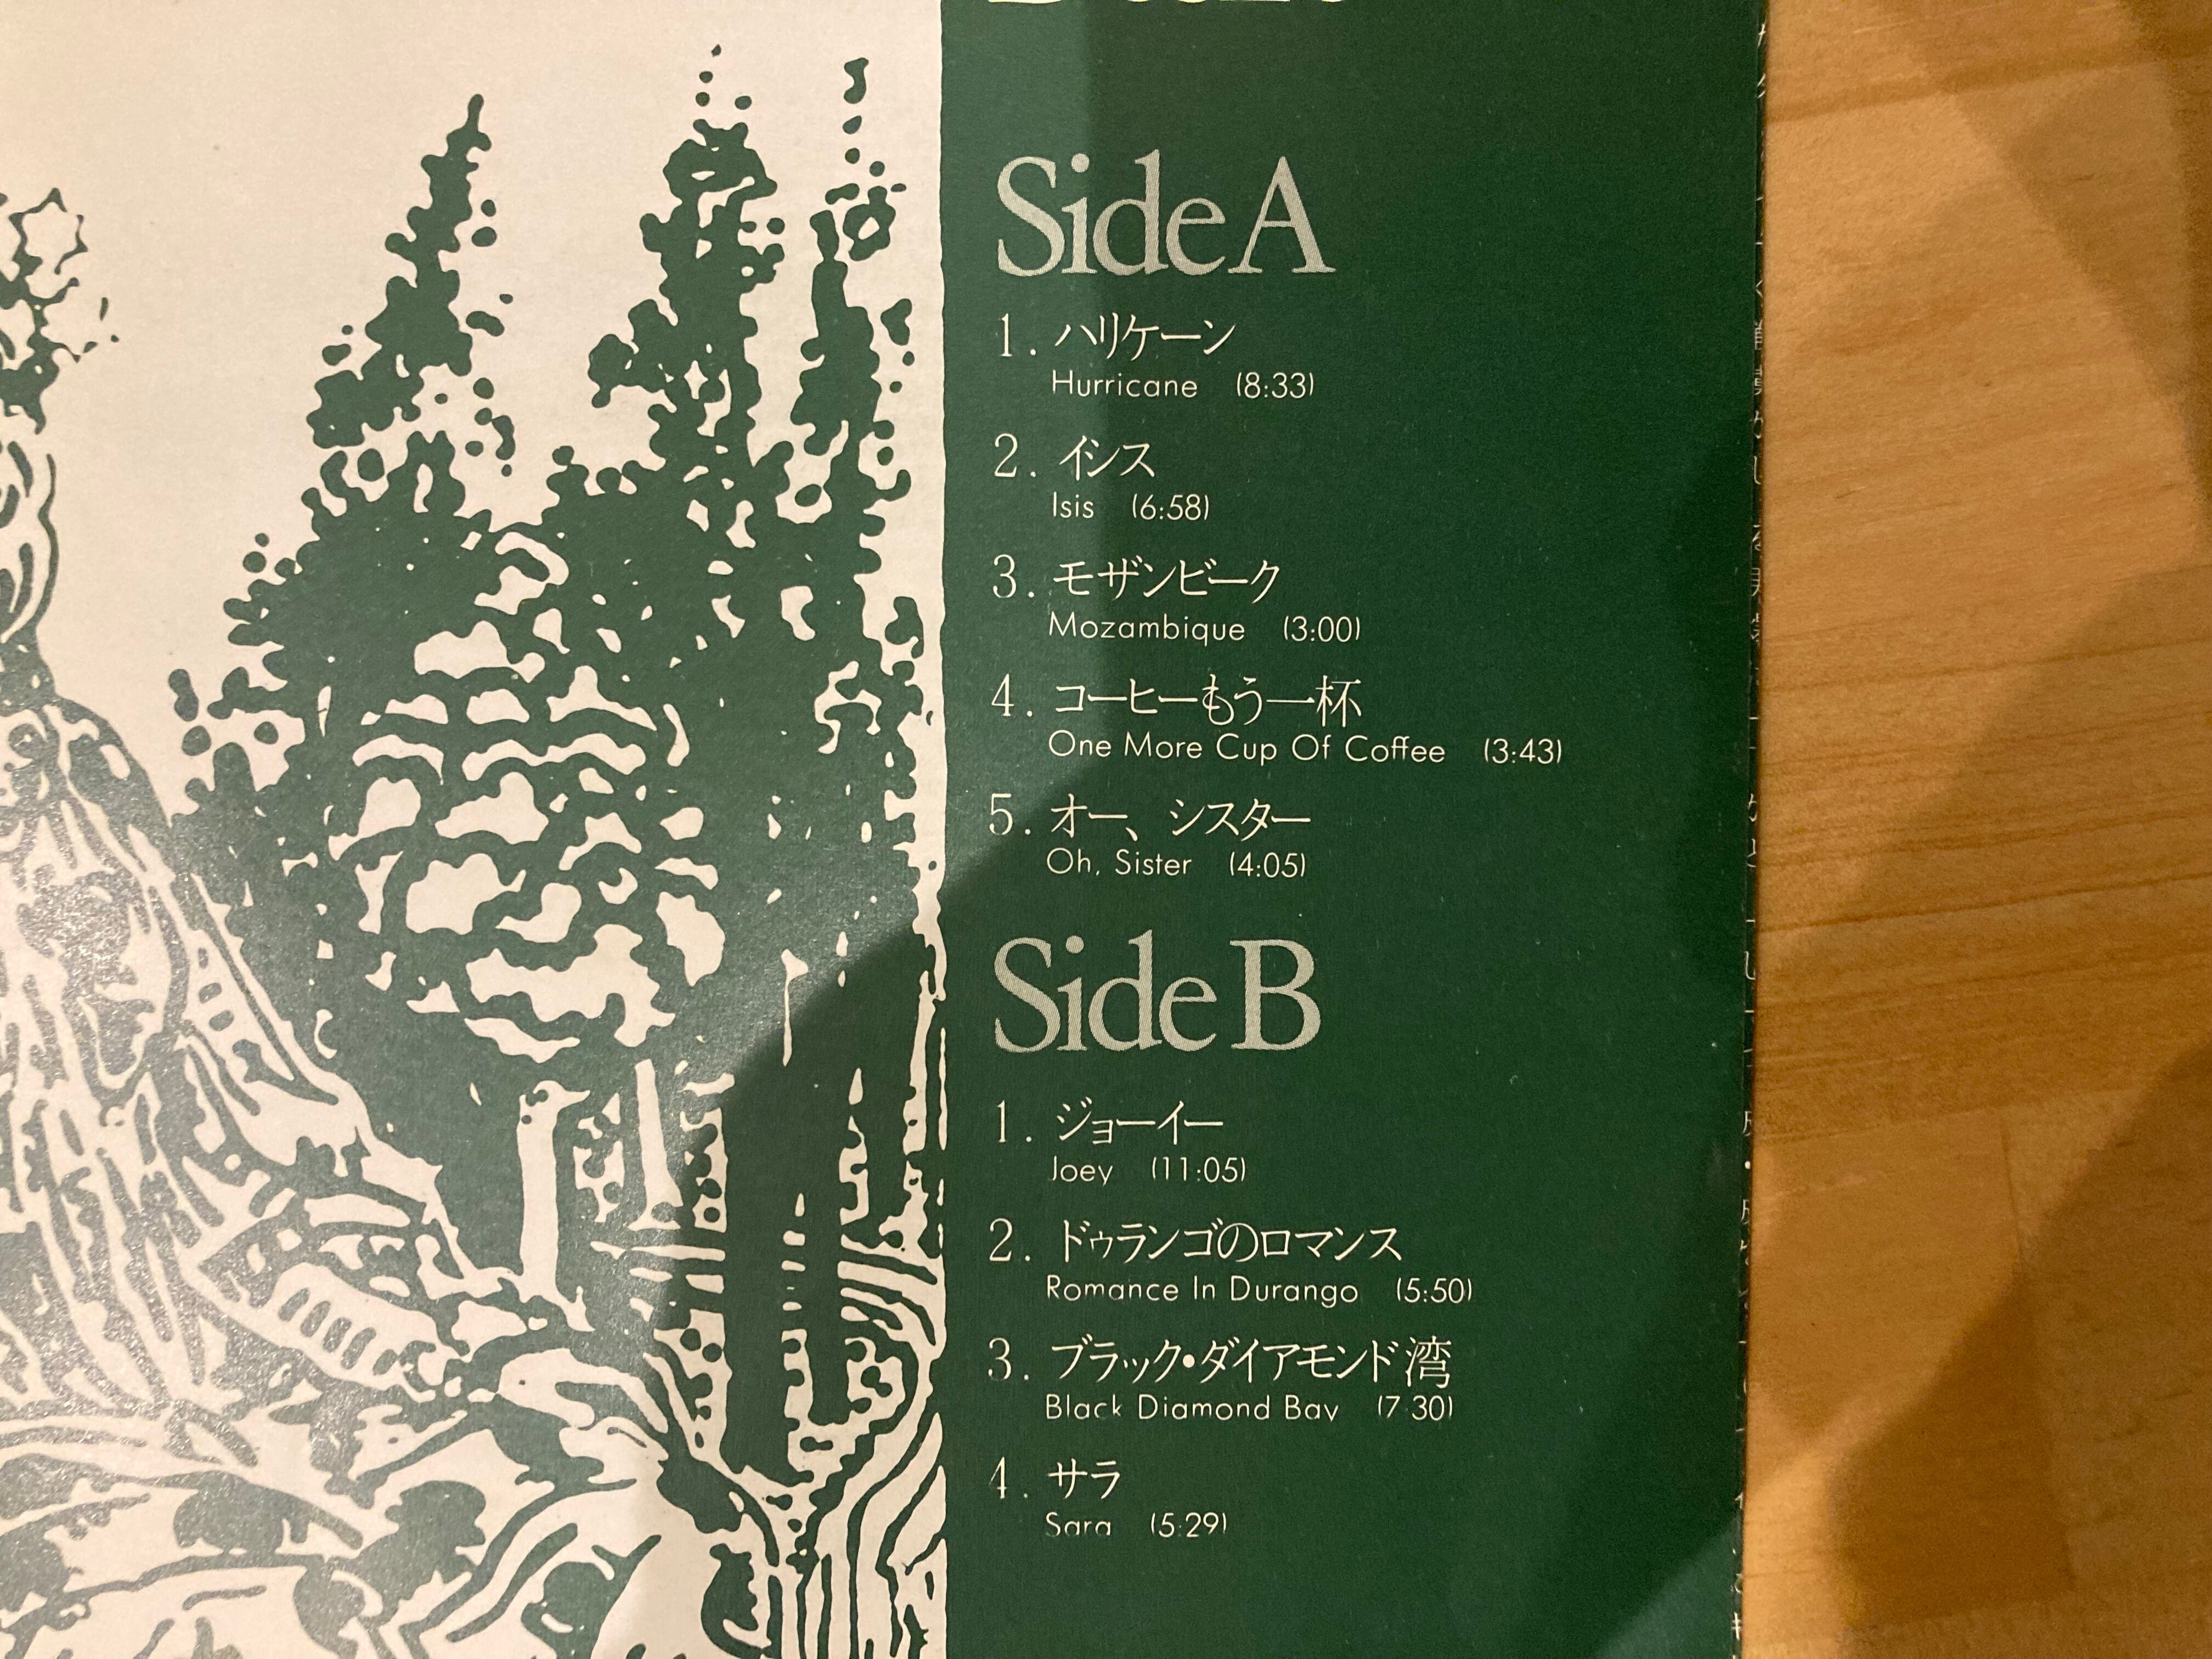 Side A
1. ハリケーン
Hurricane (8:33)
2. イシス
Isis (6:58)
3. モザンビーク
Mozambique (3:00)
4. コーヒーもう一杯
One More Cup Of Coffee (3:43)
5. オー、シスター
Oh, Sister (4:05)
Side B
1. ジョーイー
Joey (11:05)
2. ドゥランゴのロマンス
Romance In Durango (5:50)
3. ブラック・ダイアモンド湾
Black Diamond Bay (7:30)
4. サラ
Sara (5:29)